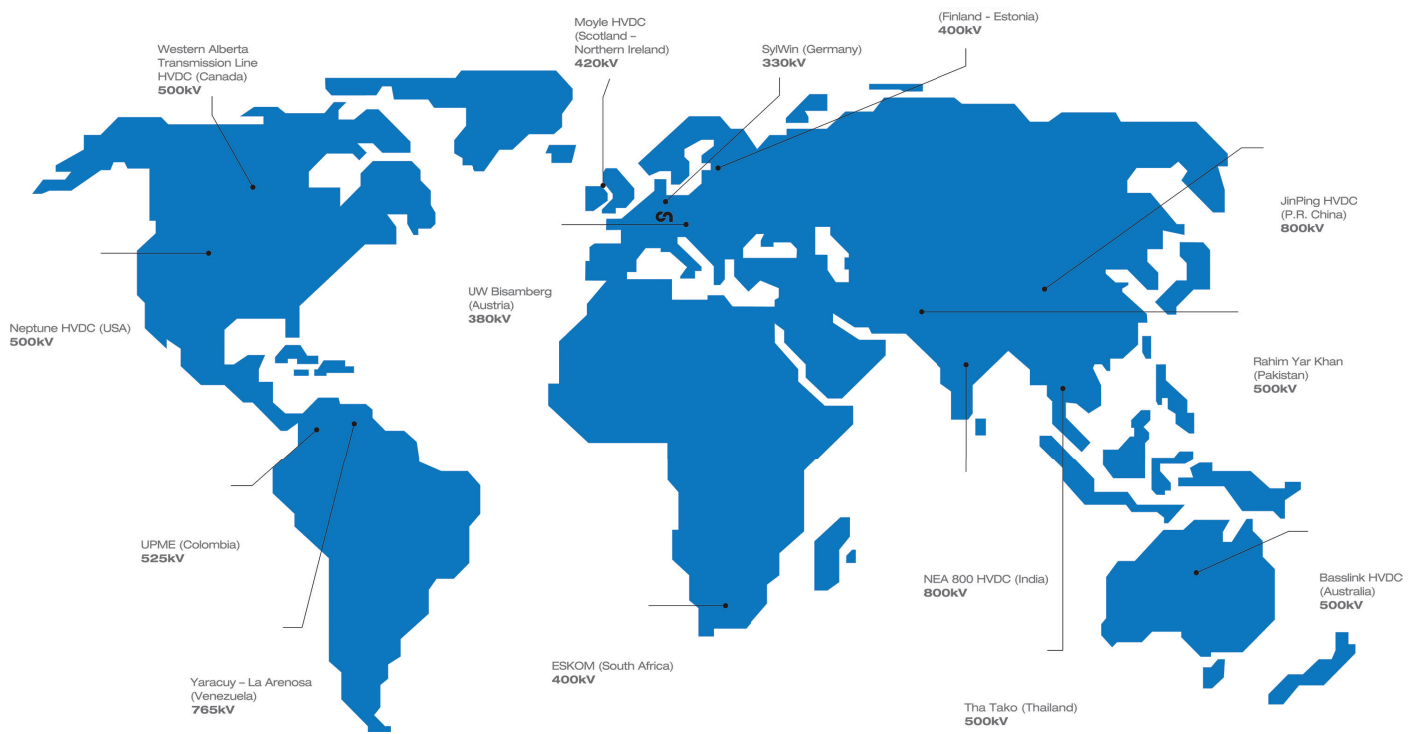 Western Alberta
Transmission Line
HVDC (Canada)
500kV
Moyle HVDC
(Scotland –
Northern Ireland)
420kV
SylWin (Germany)
330kV
(Finland - Estonia)
400kV
JinPing HVDC
(P.R. China)
800kV
Neptune HVDC (USA)
500kV
UW Bisamberg
(Austria)
380kV
Rahim Yar Khan
(Pakistan)
500kV
UPME (Colombia)
525kV
NEA 800 HVDC (India)
800kV
Basslink HVDC
(Australia)
500kV
Yaracuy – La Arenosa
(Venezuela)
765kV
ESKOM (South Africa)
400kV
Tha Tako (Thailand)
500kV